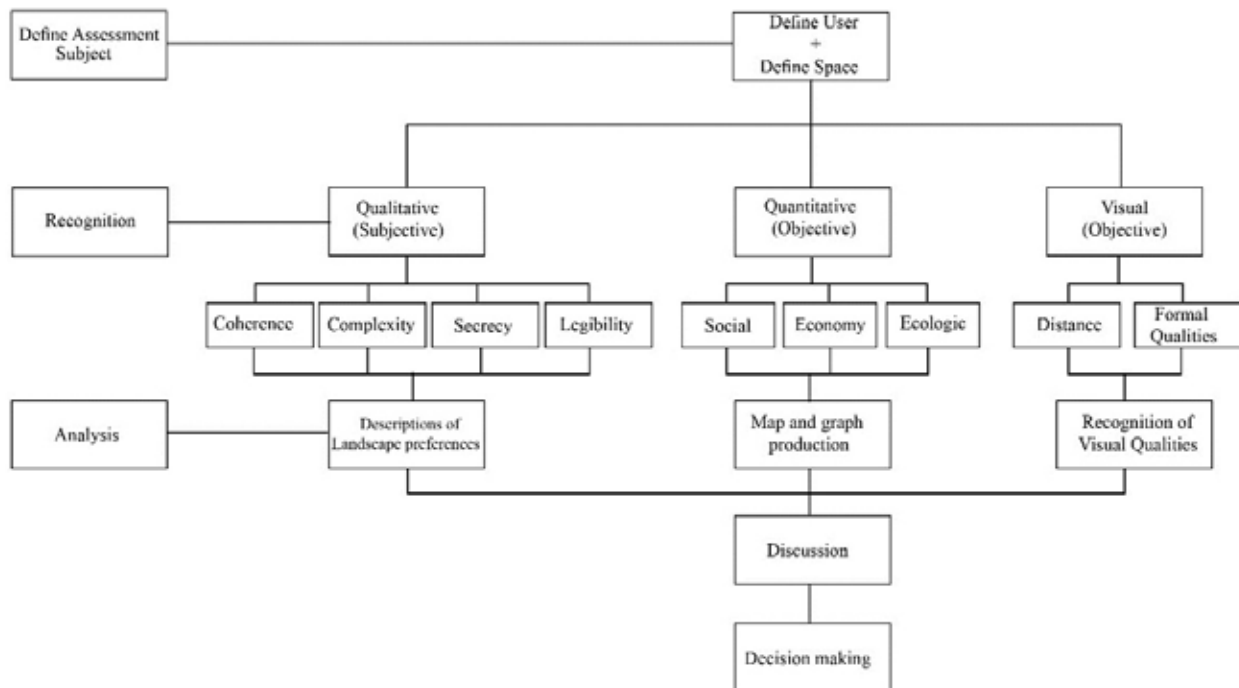 Define Assessment
Subject
Define User
+
Define Space
Recognition
Qualitative
(Subjective)
Quantitative
(Objective)
Visual
(Objective)
Coherence
Complexity
Secrecy
Legibility
Social
Economy
Ecologic
Distance
Formal
Qualities
Analysis
Descriptions of
Landscape preferences
Map and graph
production
Recognition of
Visual Qualities
Discussion
Decision making